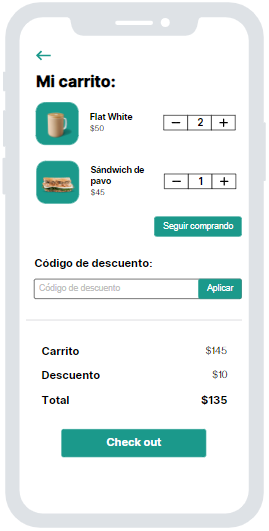 Mi carrito:
Flat White
$50
− 2 +
Sándwich de
pavo
$45
− 1 +
Seguir comprando
Código de descuento:
Código de descuento Aplicar
Carrito $145
Descuento $10
Total $135
Check out